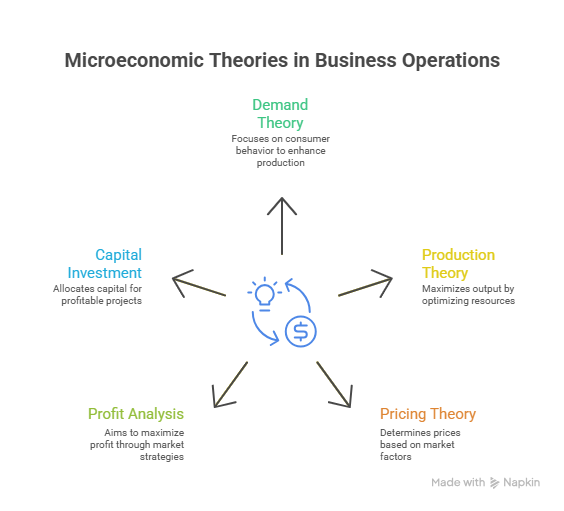 Microeconomic Theories in Business Operations
Demand
Theory
Focuses on consumer
behavior to enhance
production
Capital
Investment
Allocates capital for
profitable projects
Production
Theory
Maximizes output by
optimizing resources
$
Profit Analysis
Aims to maximize
profit through market
strategies
Pricing Theory
Determines prices
based on market
factors
Made with Napkin